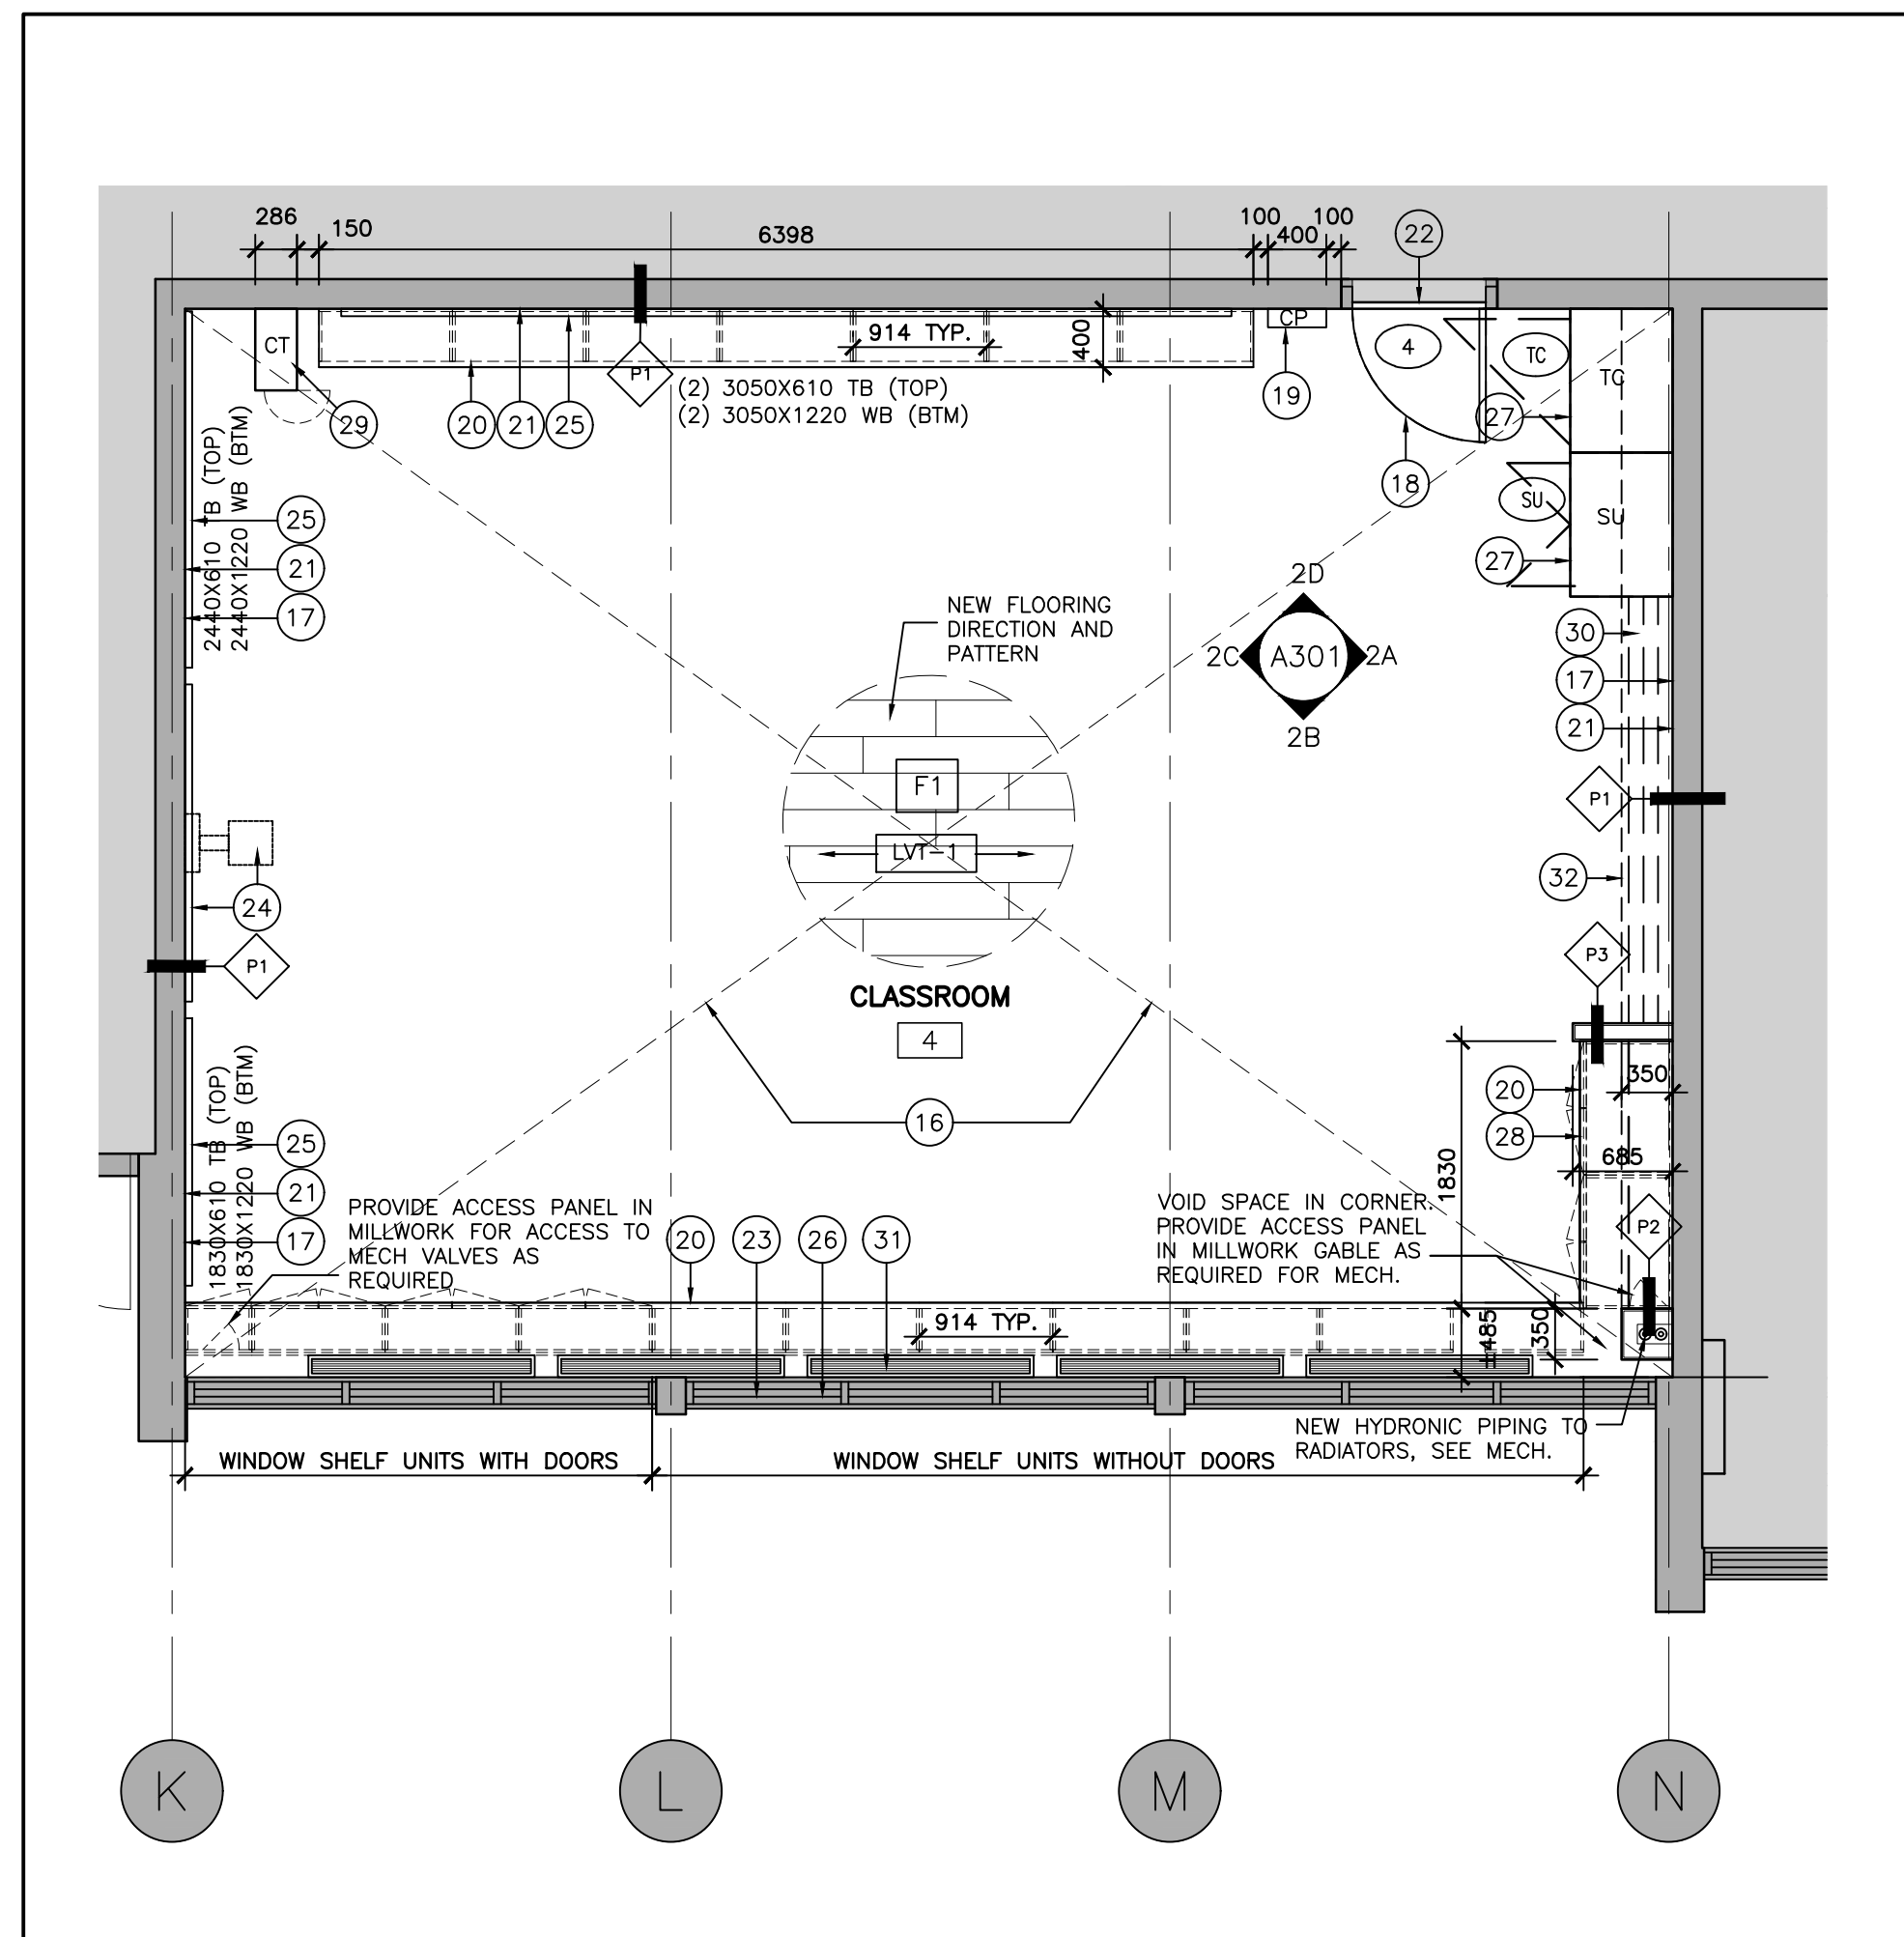 286
150
6398
100
400
100
22
CT
CP
4
TC
TC
914 TYP.
400
P1
(2) 3050X610 TB (TOP)
(2) 3050X1220 WB (BTM)
29
20
21
25
19
27
18
SU
SU
27
2440X610 TB (TOP)
2440X1220 WB (BTM)
25
21
17
NEW FLOORING
DIRECTION AND
PATTERN
2D
2C
A301
2A
2B
30
17
21
F1
LVT-1
P1
32
24
P1
P3
CLASSROOM
4
16
350
20
28
685
1830
1830X610 TB (TOP)
1830X1220 WB (BTM)
25
21
17
PROVIDE ACCESS PANEL IN
MILLWORK FOR ACCESS TO
MECH VALVES AS
REQUIRED
20
23
26
31
VOID SPACE IN CORNER.
PROVIDE ACCESS PANEL
IN MILLWORK GABLE AS
REQUIRED FOR MECH.
P2
914 TYP.
±485
350
NEW HYDRONIC PIPING TO
RADIATORS, SEE MECH.
WINDOW SHELF UNITS WITH DOORS
WINDOW SHELF UNITS WITHOUT DOORS
K
L
M
N